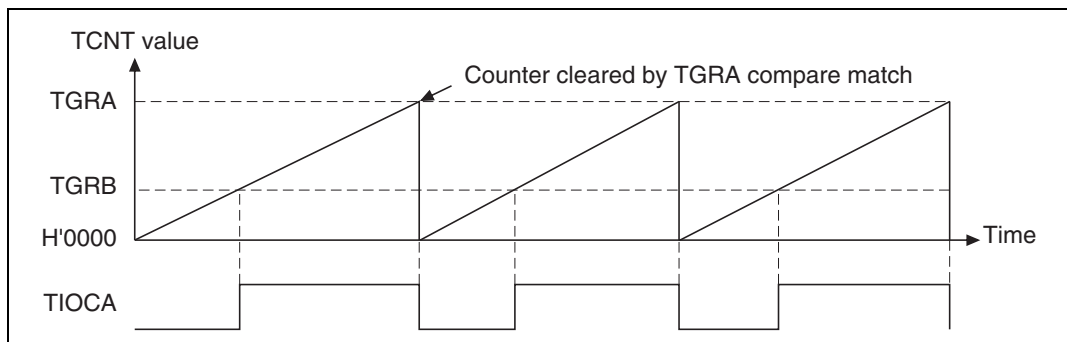 TCNT value
Counter cleared by TGRA compare match
TGRA
TGRB
H'0000
Time
TIOCA